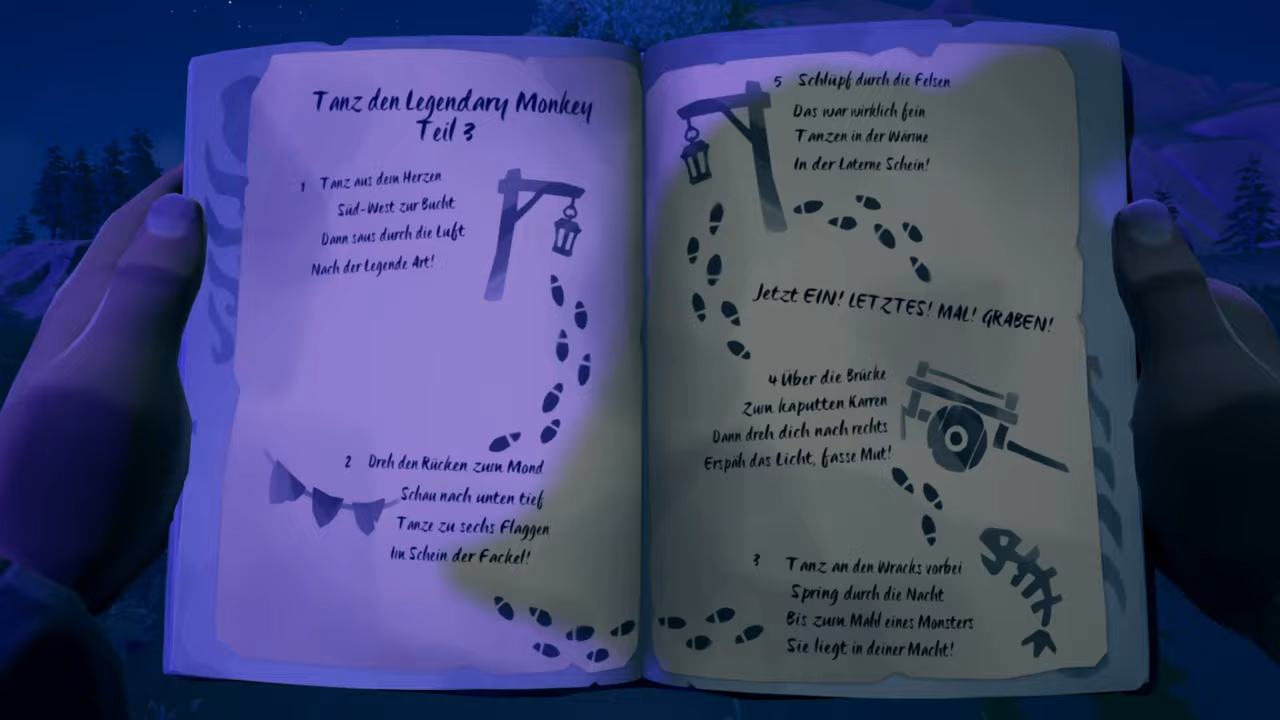 Tanz den Legendary Monkey
Teil 3
1 Tanz aus dem Herzen
Süd-West zur Bucht
Dann saus durch die Luft
Nach der Legende Art!
2 Dreh den Rücken zum Mond
Schau nach unten tief
Tanze zu sechs Flaggen
Im Schein der Fackel!
3 Tanz an den Wracks vorbei
Spring durch die Nacht
Bis zum Mahl eines Monsters
Sie liegt in deiner Macht!
4 Über die Brücke
Zum kaputten Karren
Dann dreh dich nach rechts
Erspäh das Licht, fasse Mut!
5 Schlüpf durch die Felsen
Das war wirklich fein
Tanzen in der Wärme
In der Laterne Schein!
Jetzt EIN! LETZTES! MAL! GRABEN!